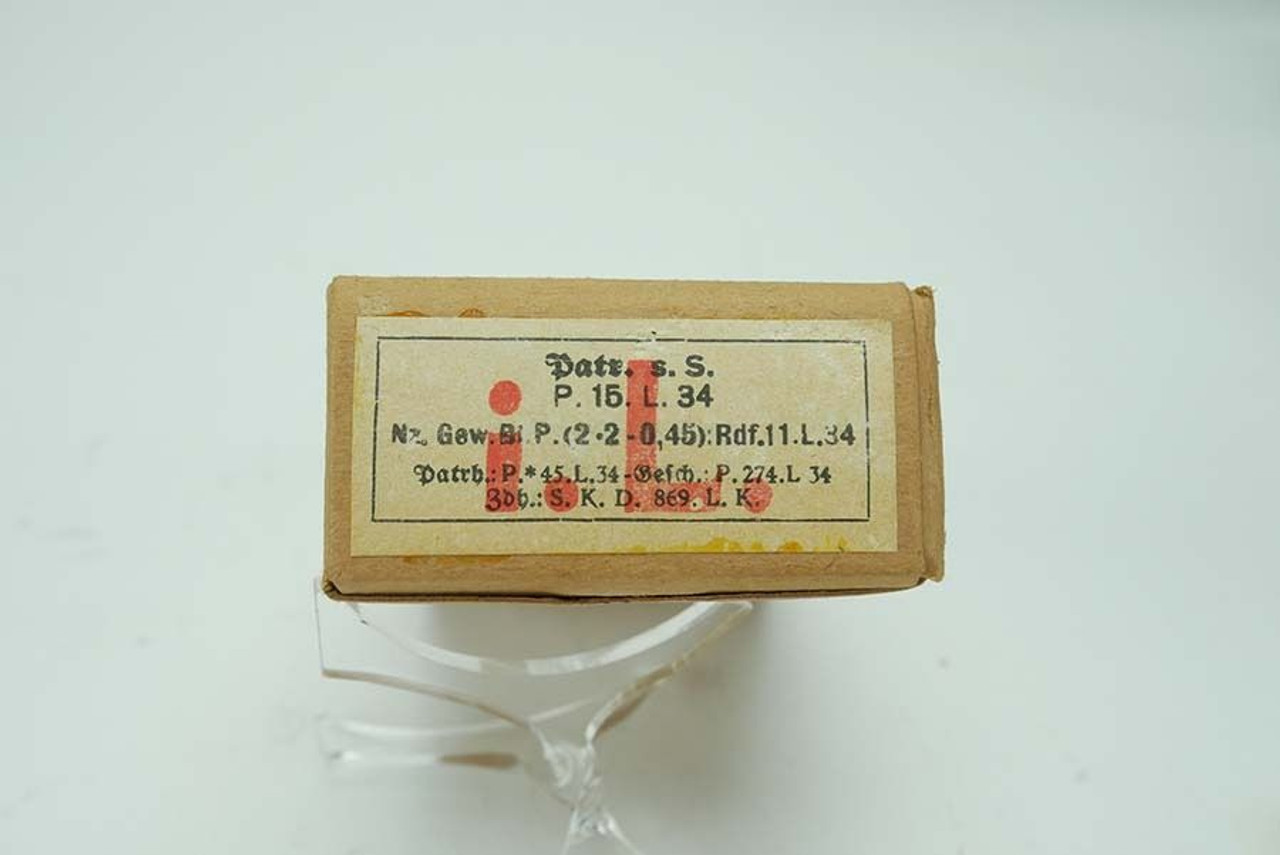 Patr. s. S.
P. 15. L. 34
Nz. Gew. Bl. P. (2·2-0,45): Rdf. 11. L. 34
Patrh.: P.* 45. L. 34 - Gesch.: P. 274. L 34
Zdh.: S. K. D. 869. L. K.
i. L.